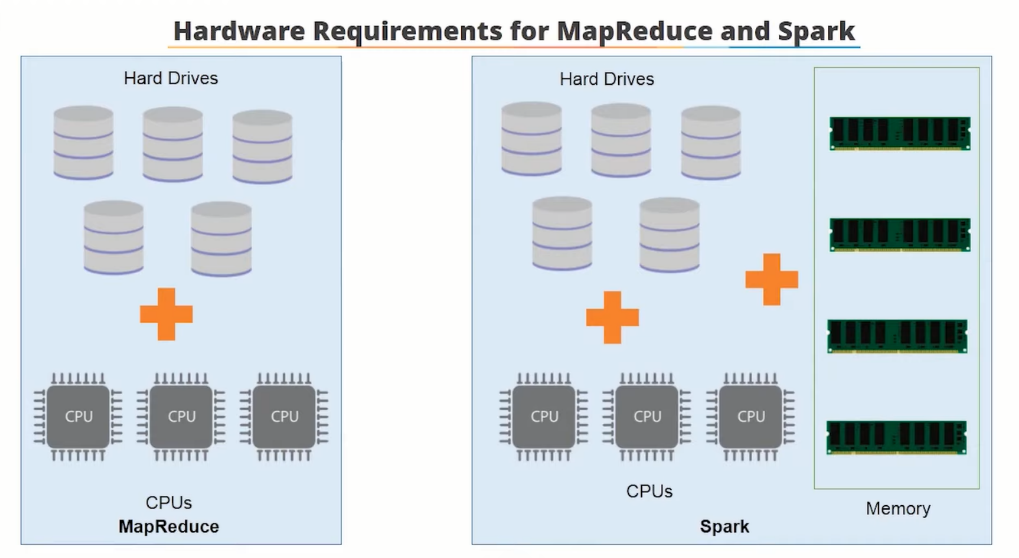 Hardware Requirements for MapReduce and Spark
Hard Drives
CPU CPU CPU
CPUs
MapReduce
Hard Drives
CPU CPU CPU
CPUs
Memory
Spark